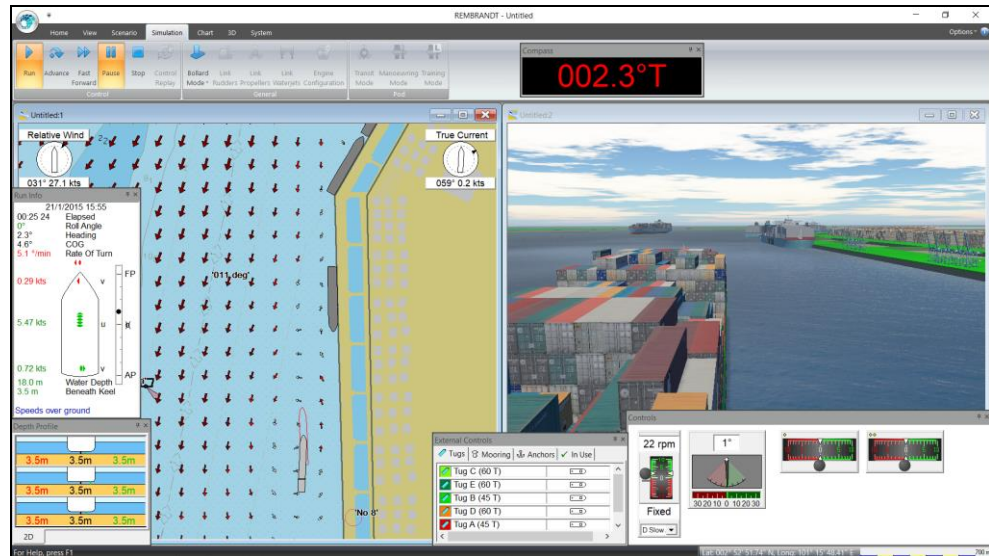 REMBRANDT - Untitled
Home View Scenario Simulation Chart 3D System
Options
Run Advance Fast Forward Pause Stop Control Replay
Control
Bollard Mode Link Rudders Link Propellers Link Waterjets Engine Configuration
General
Transit Mode Manoeuvring Mode Training Mode
Pod
Compass
002.3°T
Untitled:1
Untitled:2
Relative Wind
031° 27.1 kts
True Current
059° 0.2 kts
Run Info
21/1/2015 15:55
00:25 24 Elapsed
0° Roll Angle
2.3° Heading
4.6° COG
5.1 °/min Rate Of Turn
FP
0.29 kts v
5.47 kts u
0.72 kts v
AP
18.0 m Water Depth
3.5 m Beneath Keel
Speeds over ground
'011 deg'
'No 8'
Depth Profile
3.5m 3.5m 3.5m
3.5m 3.5m 3.5m
3.5m 3.5m 3.5m
2D
External Controls
Tugs Mooring Anchors In Use
Tug C (60 T)
Tug E (60 T)
Tug B (45 T)
Tug D (60 T)
Tug A (45 T)
Controls
22 rpm
1°
30 20 10 0 10 20 30
Fixed
D Slow
For Help, press F1